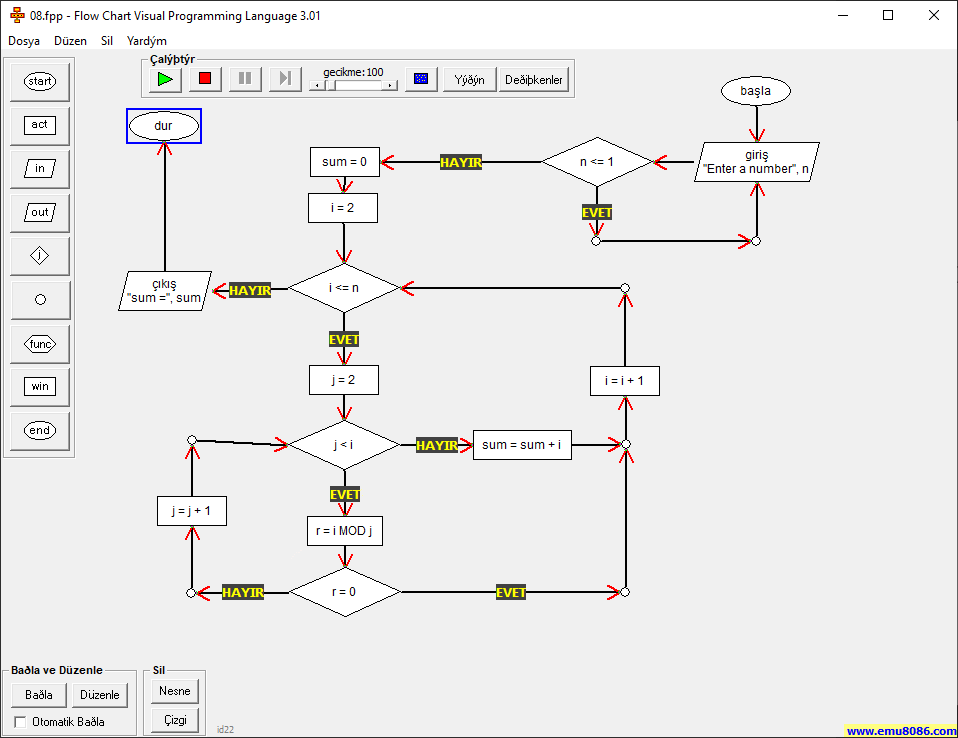 08.fpp - Flow Chart Visual Programming Language 3.01
Dosya Düzen Sil Yardým
Çalýþtýr
gecikme:100
Yýðýn
Deðiþkenler
start
act
in
out
j
func
win
end
başla
giriş
"Enter a number", n
n <= 1
HAYIR
EVET
sum = 0
i = 2
dur
i <= n
HAYIR
çıkış
"sum =", sum
EVET
j = 2
i = i + 1
j < i
HAYIR
sum = sum + i
EVET
j = j + 1
r = i MOD j
r = 0
HAYIR
EVET
Baðla ve Düzenle
Baðla
Düzenle
Otomatik Baðla
Sil
Nesne
Çizgi
id22
www.emu8086.com